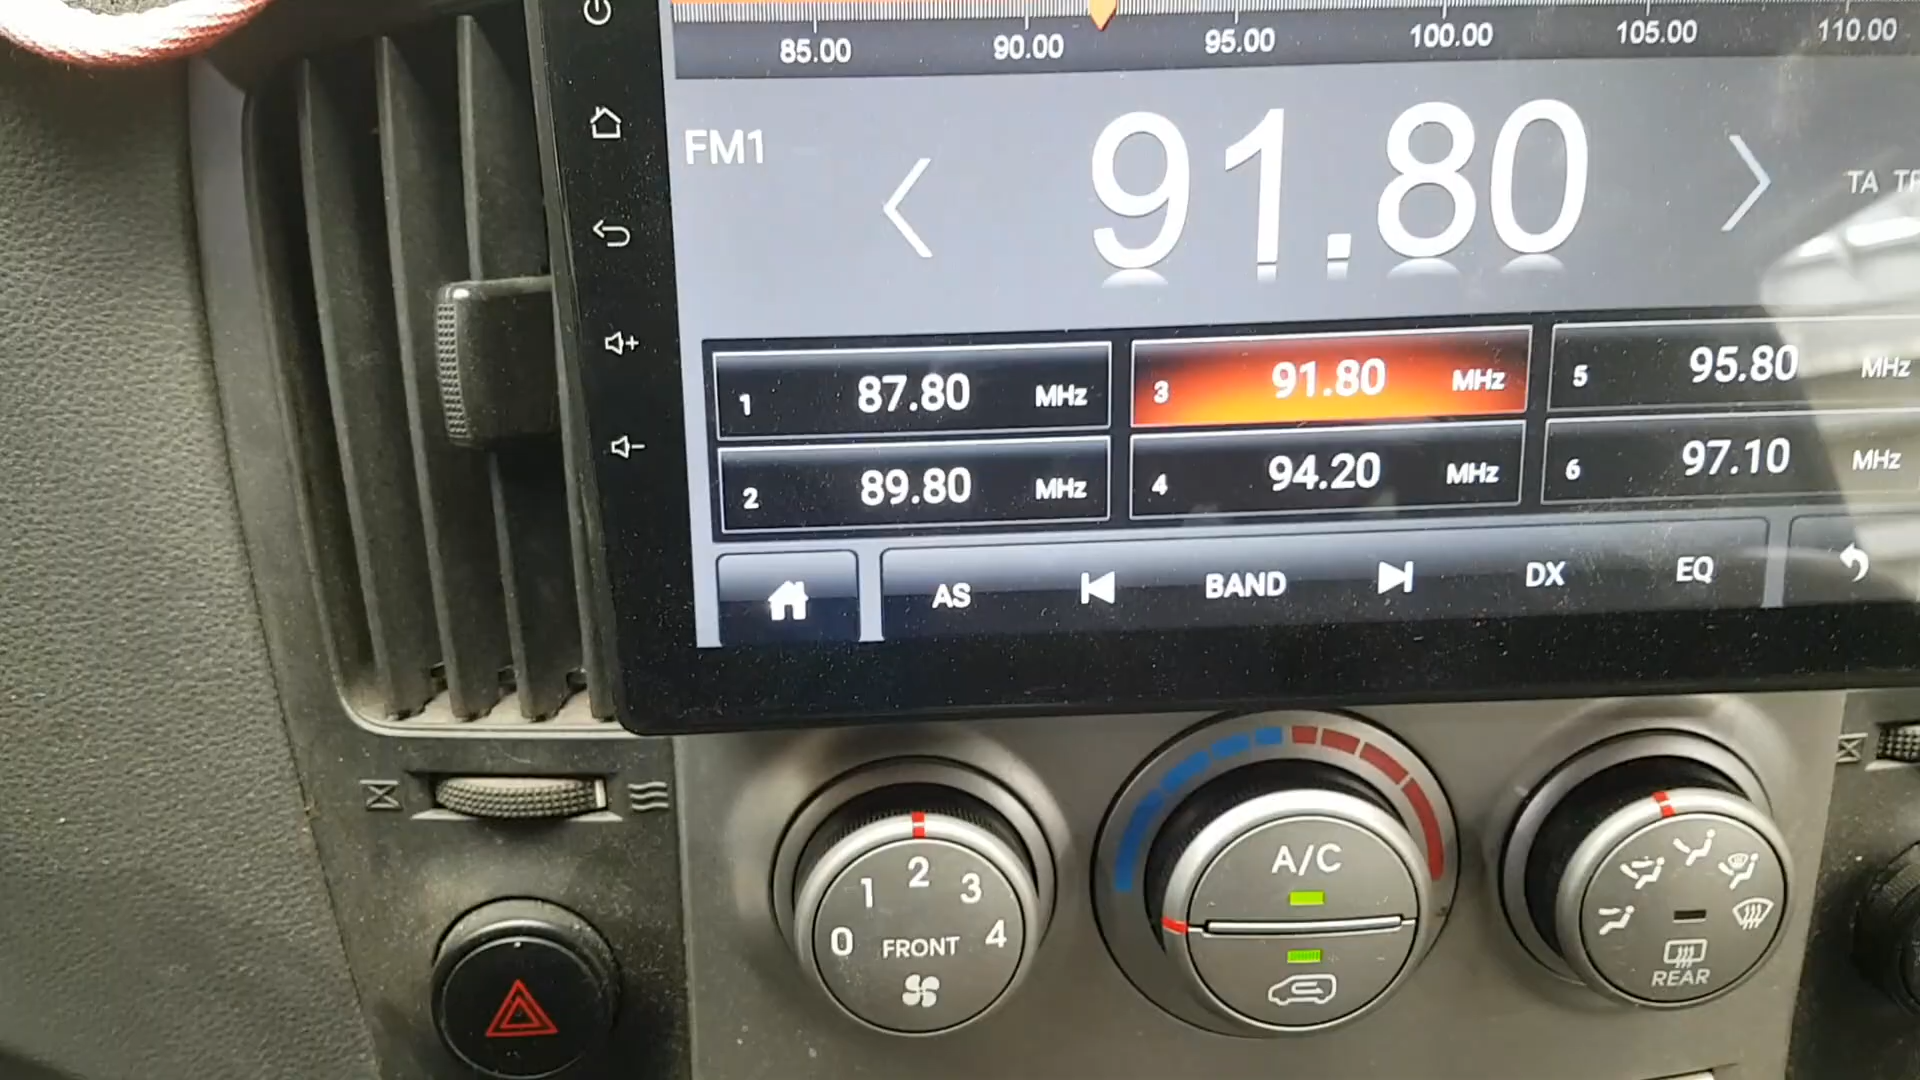 85.00 90.00 95.00 100.00 105.00 110.00
FM1 91.80 TA
1 87.80 MHz 3 91.80 MHz 5 95.80 MHz
2 89.80 MHz 4 94.20 MHz 6 97.10 MHz
AS BAND DX EQ
0 1 2 3 4
FRONT
A/C
REAR